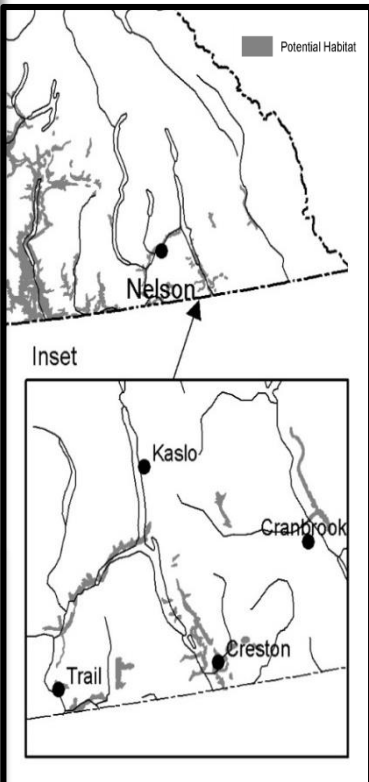 Potential Habitat
Nelson
Inset
Kaslo
Cranbrook
Creston
Trail